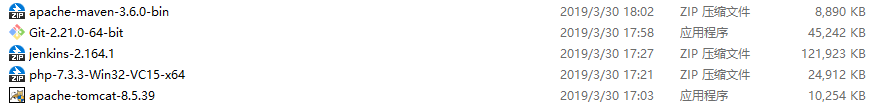 apache-maven-3.6.0-bin 2019/3/30 18:02 ZIP 压缩文件 8,890 KB
Git-2.21.0-64-bit 2019/3/30 17:58 应用程序 45,242 KB
jenkins-2.164.1 2019/3/30 17:27 ZIP 压缩文件 121,923 KB
php-7.3.3-Win32-VC15-x64 2019/3/30 17:21 ZIP 压缩文件 24,912 KB
apache-tomcat-8.5.39 2019/3/30 17:03 应用程序 10,254 KB